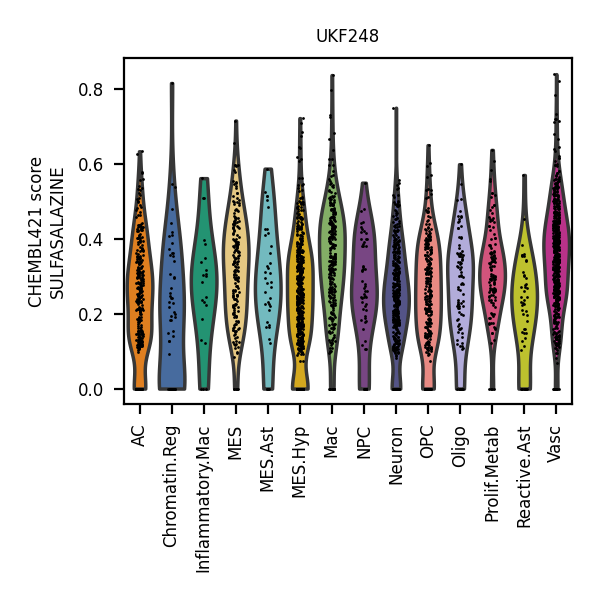 UKF248
CHEMBL421 score
SULFASALAZINE
0.8
0.6
0.4
0.2
0.0
AC
Chromatin.Reg
Inflammatory.Mac
MES
MES.Ast
MES.Hyp
Mac
NPC
Neuron
OPC
Oligo
Prolif.Metab
Reactive.Ast
Vasc